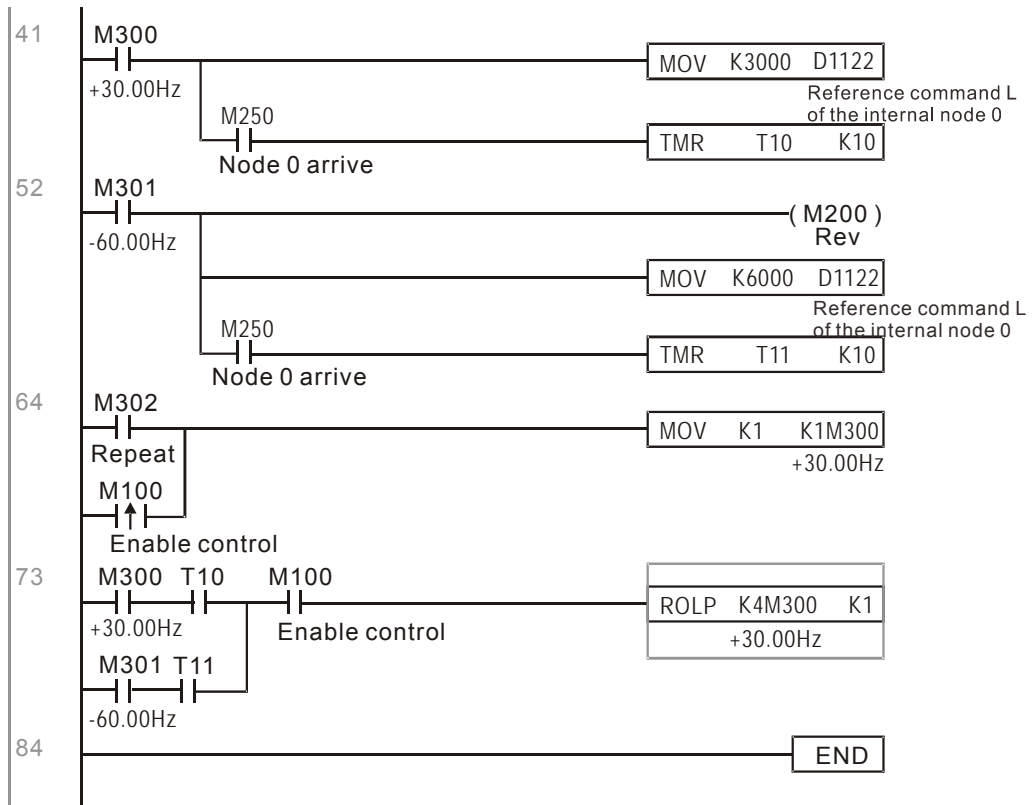 41
M300
+30.00Hz
MOV K3000 D1122
Reference command L
of the internal node 0
M250
Node 0 arrive
TMR T10 K10
52
M301
-60.00Hz
( M200 )
Rev
MOV K6000 D1122
Reference command L
of the internal node 0
M250
Node 0 arrive
TMR T11 K10
64
M302
Repeat
MOV K1 K1M300
+30.00Hz
M100
Enable control
73
M300 T10 M100
+30.00Hz
Enable control
ROLP K4M300 K1
+30.00Hz
M301 T11
-60.00Hz
84
END